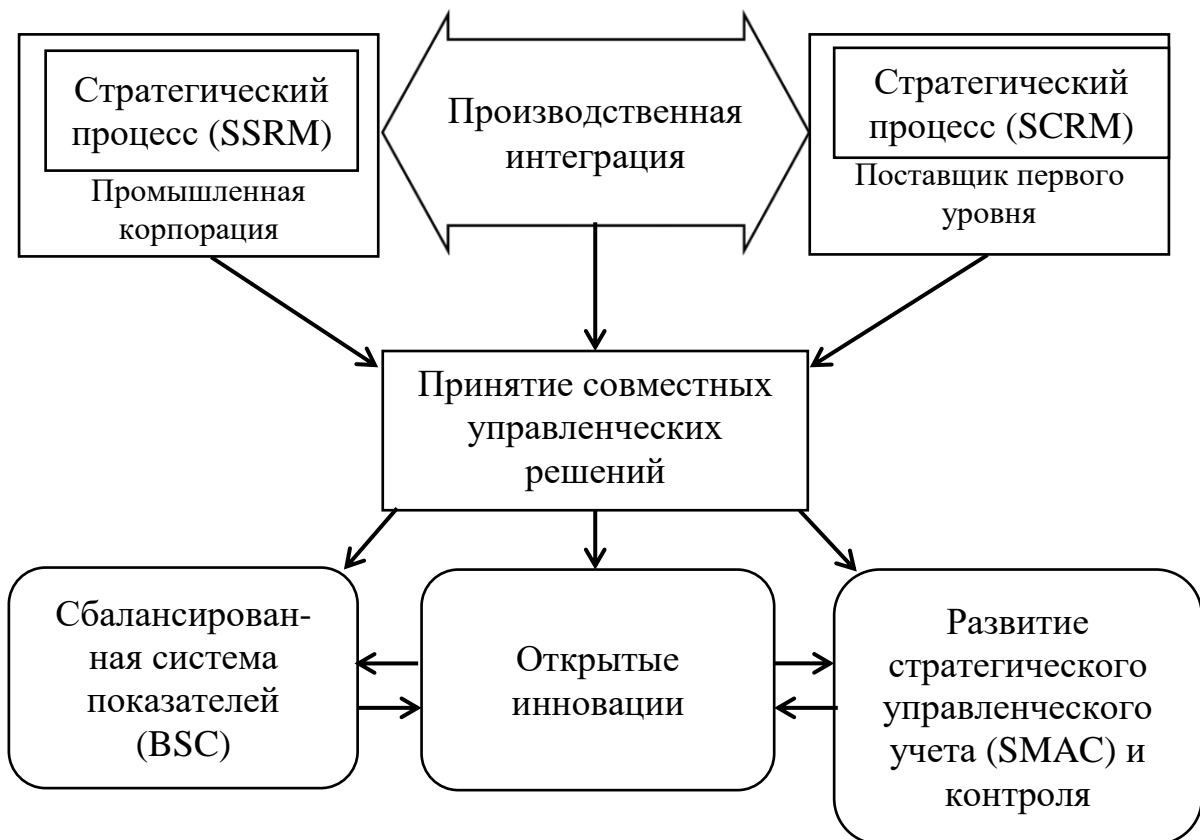 Стратегический
процесс (SSRM)
Промышленная
корпорация
Производственная
интеграция
Стратегический
процесс (SCRM)
Поставщик первого
уровня
Принятие совместных
управленческих
решений
Сбалансирован-
ная система
показателей
(BSC)
Открытые
инновации
Развитие
стратегического
управленческого
учета (SMAC) и
контроля